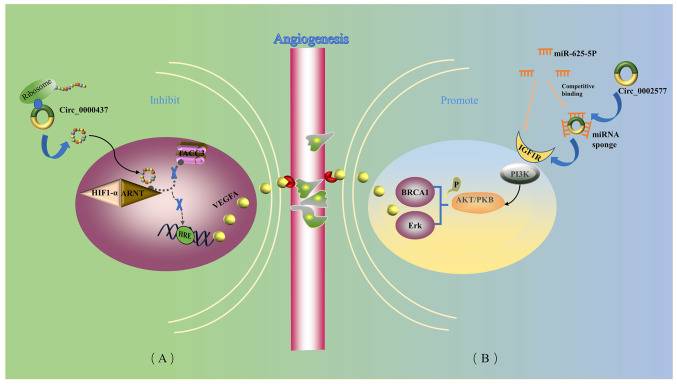 Angiogenesis
Ribosome
Circ_0000437
Inhibit
TACC3
HIF1-α ARNT
VEGFA
HRE
(A)
miR-625-5P
Competitive
binding
Circ_0002577
Promote
miRNA
sponge
IGF1R
PI3K
P
BRCA1
AKT/PKB
Erk
(B)